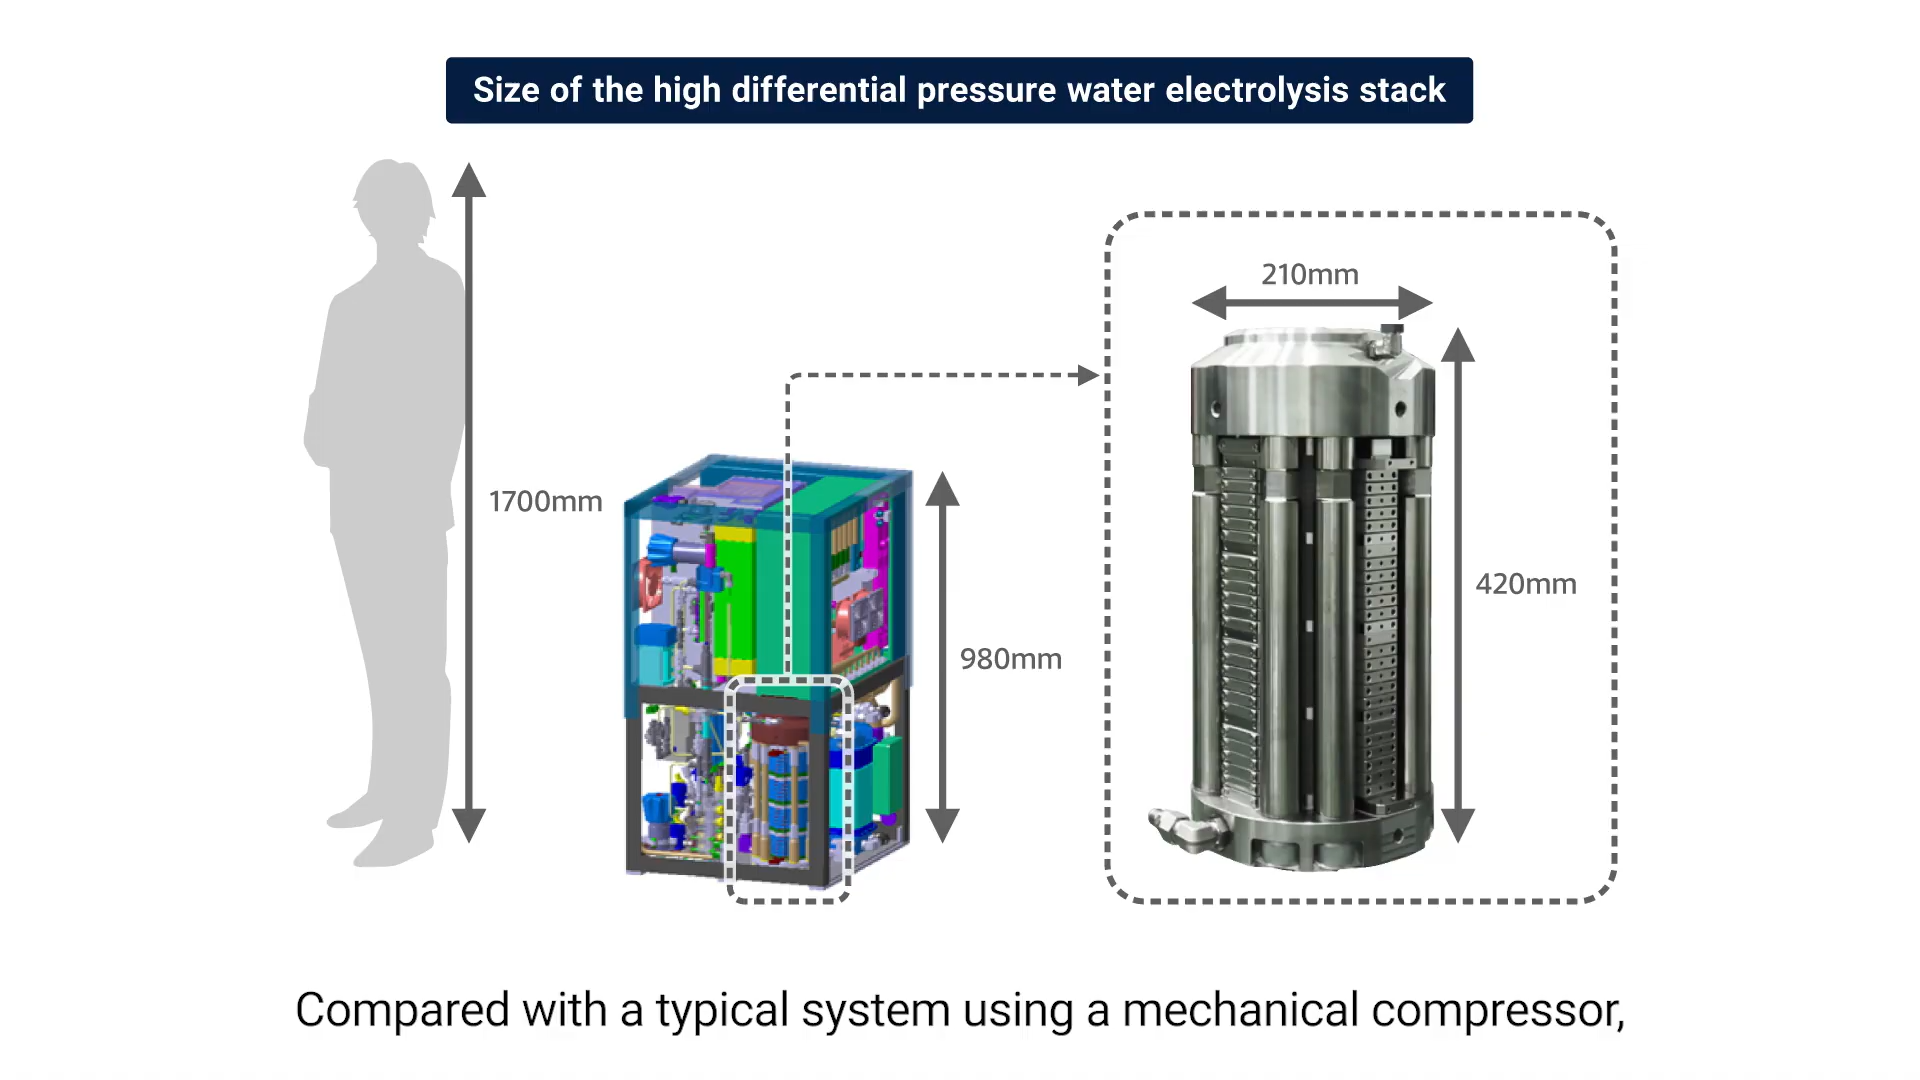 Size of the high differential pressure water electrolysis stack
210mm
1700mm
420mm
980mm
Compared with a typical system using a mechanical compressor,